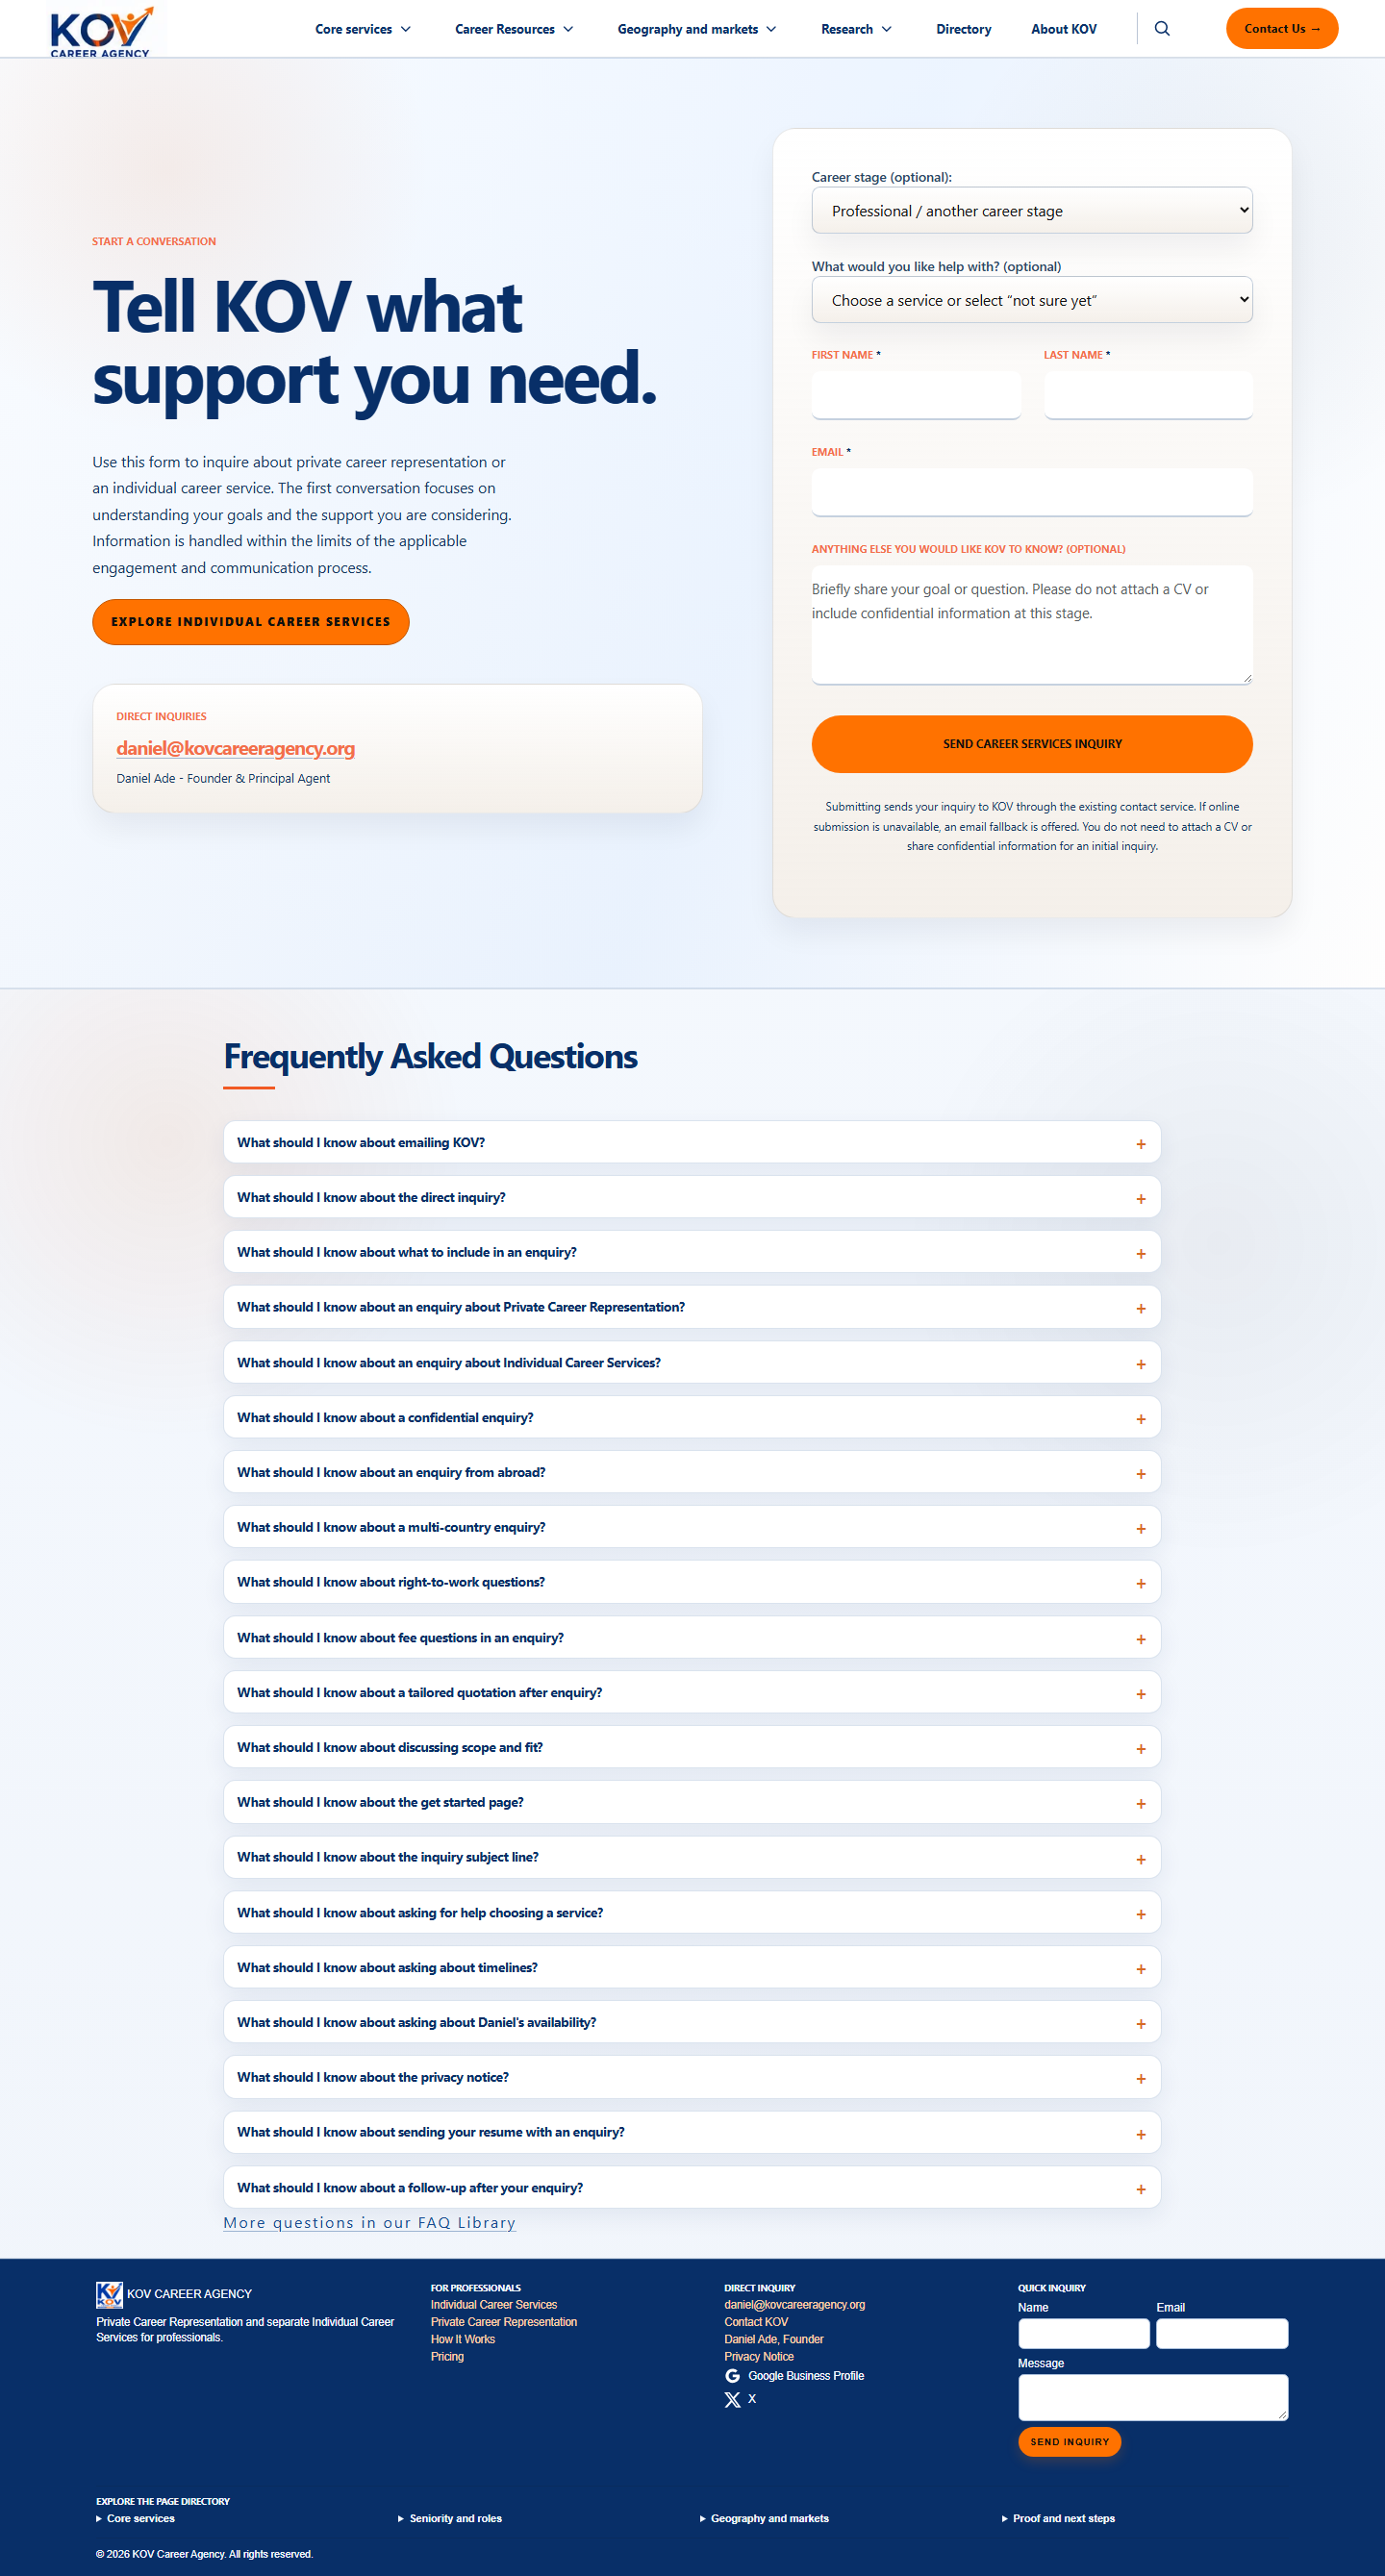 KOV
CAREER AGENCY
Core services
Career Resources
Geography and markets
Research
Directory
About KOV
Contact Us →
START A CONVERSATION
Tell KOV what
support you need.
Use this form to inquire about private career representation or
an individual career service. The first conversation focuses on
understanding your goals and the support you are considering.
Information is handled within the limits of the applicable
engagement and communication process.
EXPLORE INDIVIDUAL CAREER SERVICES
DIRECT INQUIRIES
daniel@kovcareeragency.org
Daniel Ade - Founder & Principal Agent
Career stage (optional):
Professional / another career stage
What would you like help with? (optional)
Choose a service or select “not sure yet”
FIRST NAME *
LAST NAME *
EMAIL *
ANYTHING ELSE YOU WOULD LIKE KOV TO KNOW? (OPTIONAL)
Briefly share your goal or question. Please do not attach a CV or
include confidential information at this stage.
SEND CAREER SERVICES INQUIRY
Submitting sends your inquiry to KOV through the existing contact service. If online
submission is unavailable, an email fallback is offered. You do not need to attach a CV or
share confidential information for an initial inquiry.
Frequently Asked Questions
What should I know about emailing KOV? +
What should I know about the direct inquiry? +
What should I know about what to include in an enquiry? +
What should I know about an enquiry about Private Career Representation? +
What should I know about an enquiry about Individual Career Services? +
What should I know about a confidential enquiry? +
What should I know about an enquiry from abroad? +
What should I know about a multi-country enquiry? +
What should I know about right-to-work questions? +
What should I know about fee questions in an enquiry? +
What should I know about a tailored quotation after enquiry? +
What should I know about discussing scope and fit? +
What should I know about the get started page? +
What should I know about the inquiry subject line? +
What should I know about asking for help choosing a service? +
What should I know about asking about timelines? +
What should I know about asking about Daniel's availability? +
What should I know about the privacy notice? +
What should I know about sending your resume with an enquiry? +
What should I know about a follow-up after your enquiry? +
More questions in our FAQ Library
KOV
KOV CAREER AGENCY
Private Career Representation and separate Individual Career
Services for professionals.
FOR PROFESSIONALS
Individual Career Services
Private Career Representation
How It Works
Pricing
DIRECT INQUIRY
daniel@kovcareeragency.org
Contact KOV
Daniel Ade, Founder
Privacy Notice
Google Business Profile
X
QUICK INQUIRY
Name
Email
Message
SEND INQUIRY
EXPLORE THE PAGE DIRECTORY
Core services
Seniority and roles
Geography and markets
Proof and next steps
© 2026 KOV Career Agency. All rights reserved.